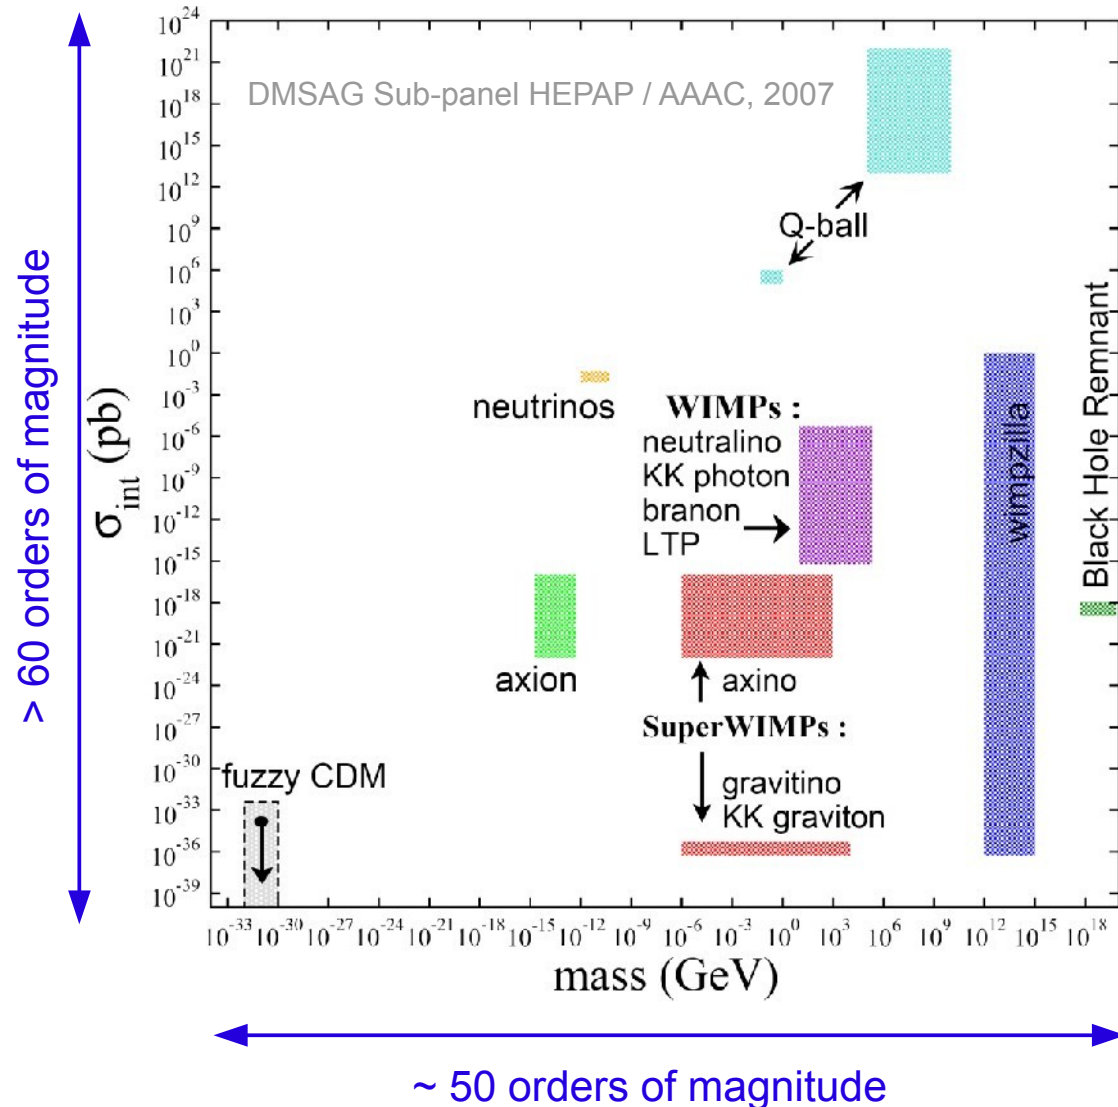 DMSAG Sub-panel HEPAP / AAAC, 2007
> 60 orders of magnitude
σ_int (pb)
10^24
10^21
10^18
10^15
10^12
10^9
10^6
10^3
10^0
10^-3
10^-6
10^-9
10^-12
10^-15
10^-18
10^-21
10^-24
10^-27
10^-30
10^-33
10^-36
10^-39
Q-ball
neutrinos
WIMPs :
neutralino
KK photon
branon
LTP
wimpzilla
Black Hole Remnant
axion
axino
SuperWIMPs :
gravitino
KK graviton
fuzzy CDM
10^-33 10^-30 10^-27 10^-24 10^-21 10^-18 10^-15 10^-12 10^-9 10^-6 10^-3 10^0 10^3 10^6 10^9 10^12 10^15 10^18
mass (GeV)
~ 50 orders of magnitude